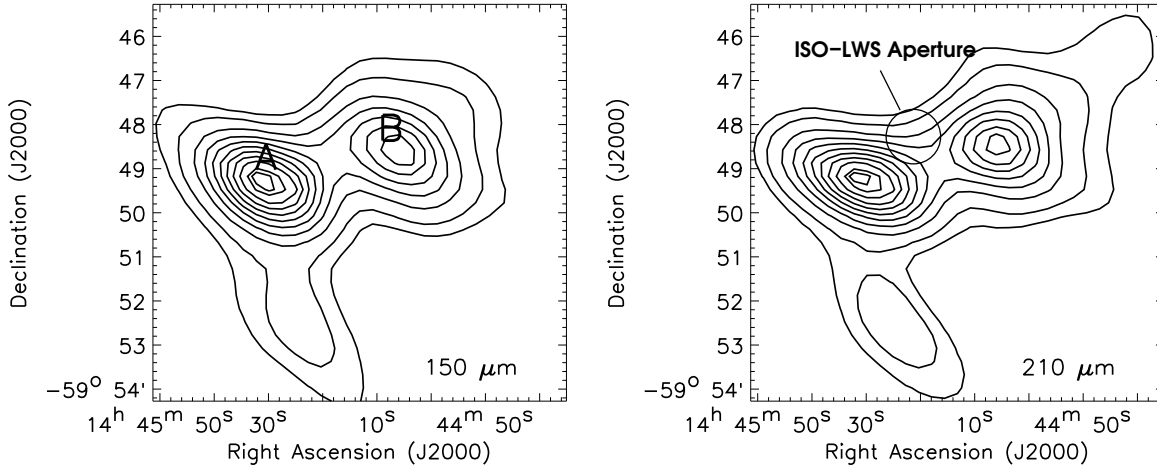 46
47
48
49
50
51
52
53
−59° 54'
Declination (J2000)
A
B
150 μm
14ʰ 45ᵐ 50ˢ 30ˢ 10ˢ 44ᵐ 50ˢ
Right Ascension (J2000)
46
47
48
49
50
51
52
53
−59° 54'
Declination (J2000)
ISO−LWS Aperture
210 μm
14ʰ 45ᵐ 50ˢ 30ˢ 10ˢ 44ᵐ 50ˢ
Right Ascension (J2000)